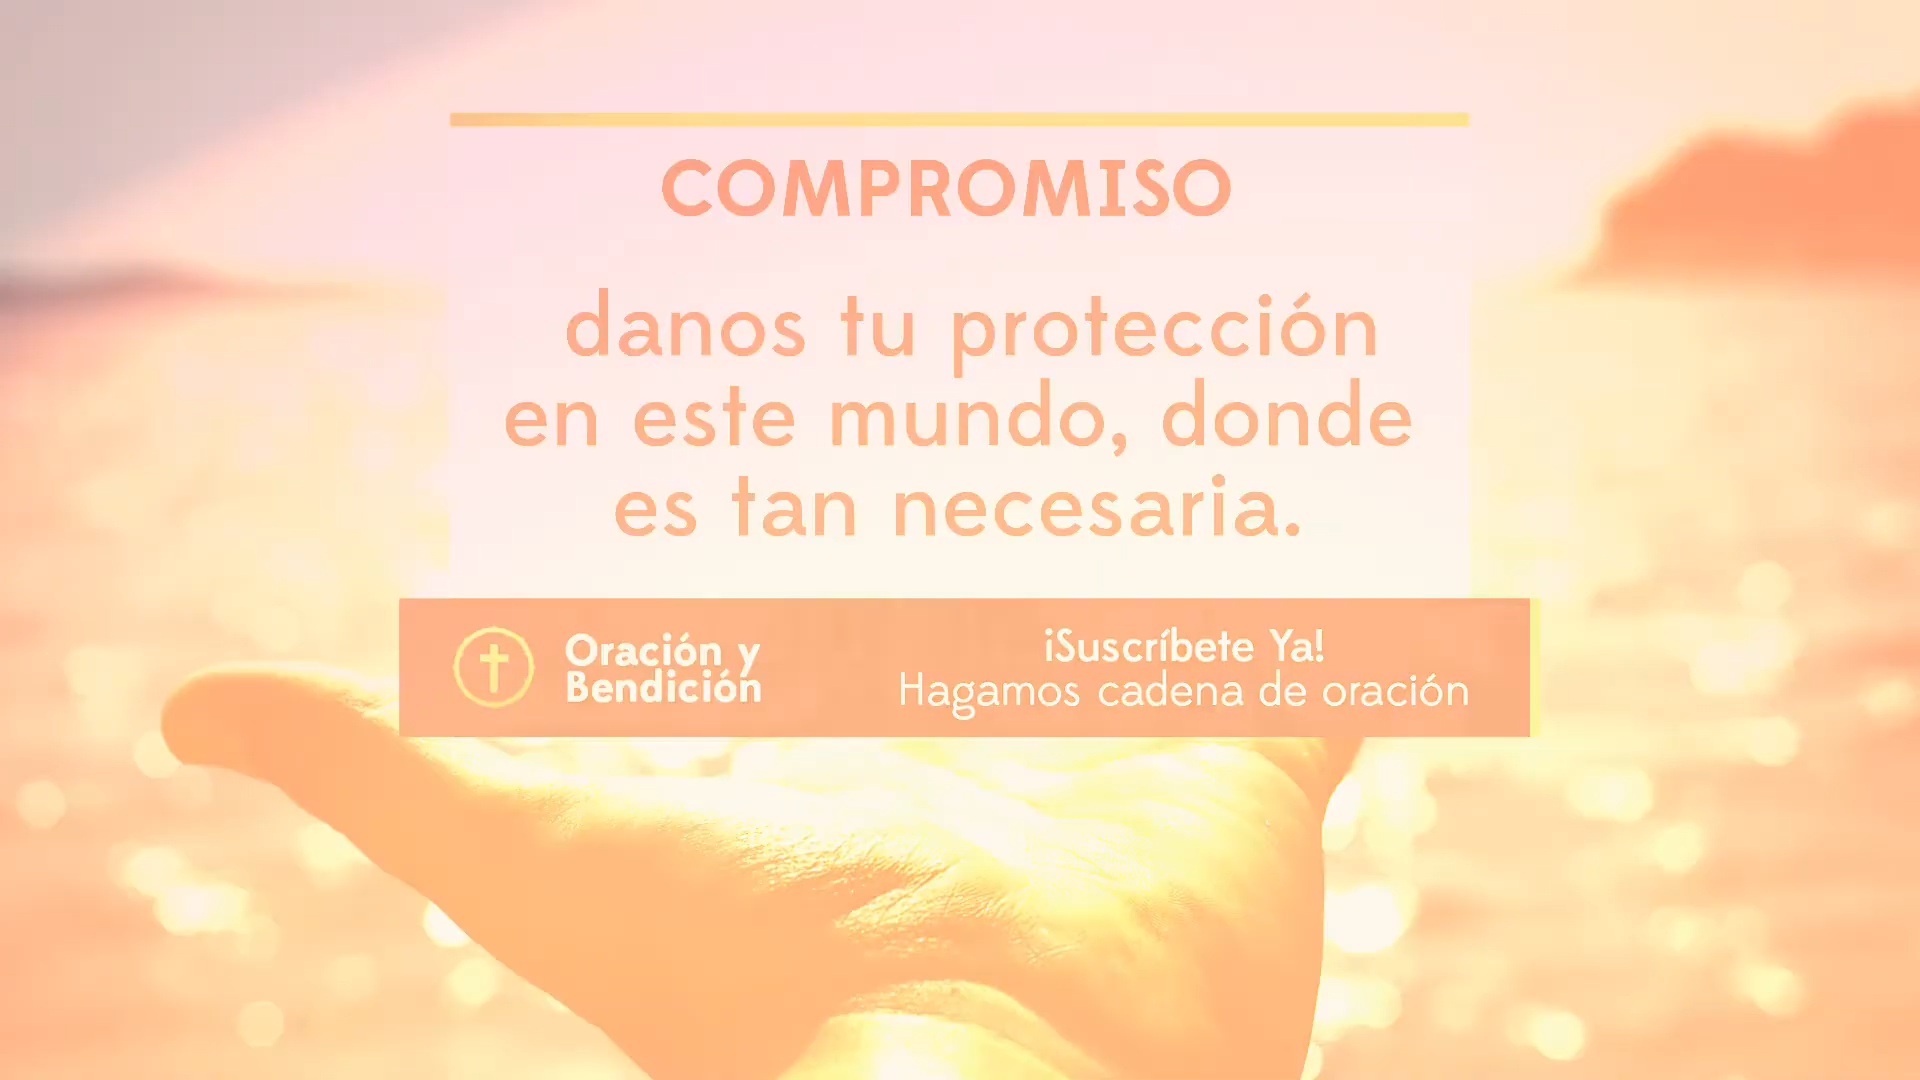 COMPROMISO
danos tu protección
en este mundo, donde
es tan necesaria.
Oración y
Bendición
¡Suscríbete Ya!
Hagamos cadena de oración